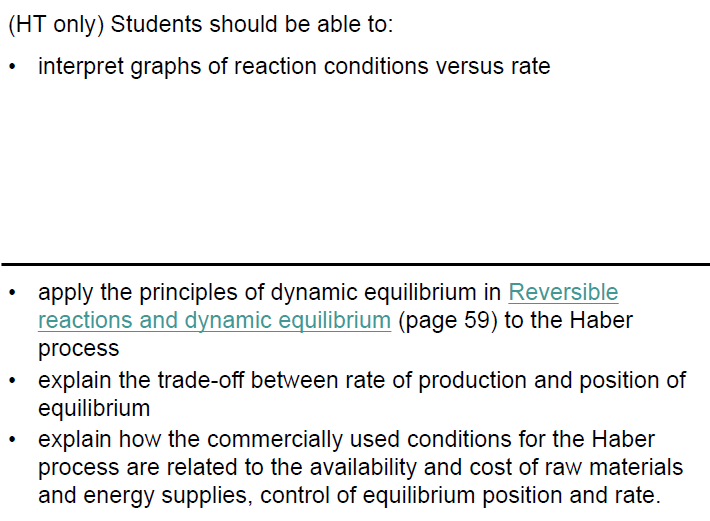 (HT only) Students should be able to:
• interpret graphs of reaction conditions versus rate
• apply the principles of dynamic equilibrium in Reversible
reactions and dynamic equilibrium (page 59) to the Haber
process
• explain the trade-off between rate of production and position of
equilibrium
• explain how the commercially used conditions for the Haber
process are related to the availability and cost of raw materials
and energy supplies, control of equilibrium position and rate.